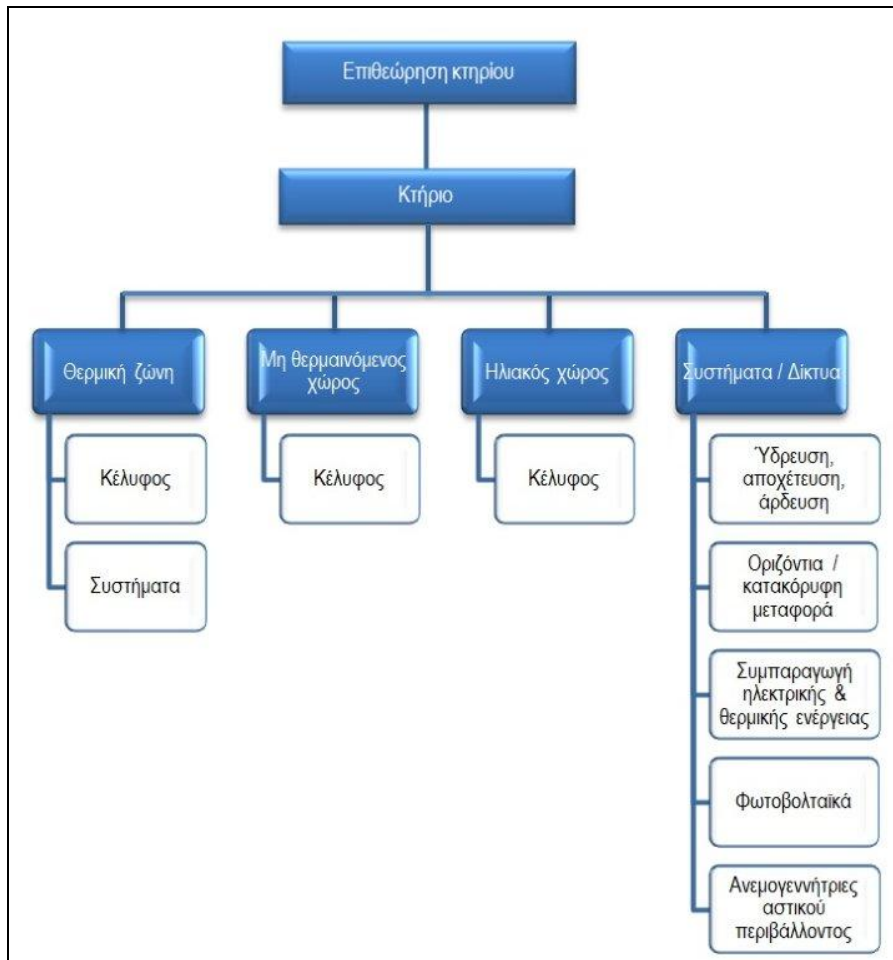 Επιθεώρηση κτηρίου
Κτήριο
Θερμική ζώνη
Κέλυφος
Συστήματα
Μη θερμαινόμενος
χώρος
Κέλυφος
Ηλιακός χώρος
Κέλυφος
Συστήματα / Δίκτυα
Ύδρευση,
αποχέτευση,
άρδευση
Οριζόντια /
κατακόρυφη
μεταφορά
Συμπαραγωγή
ηλεκτρικής &
θερμικής ενέργειας
Φωτοβολταϊκά
Ανεμογεννήτριες
αστικού
περιβάλλοντος